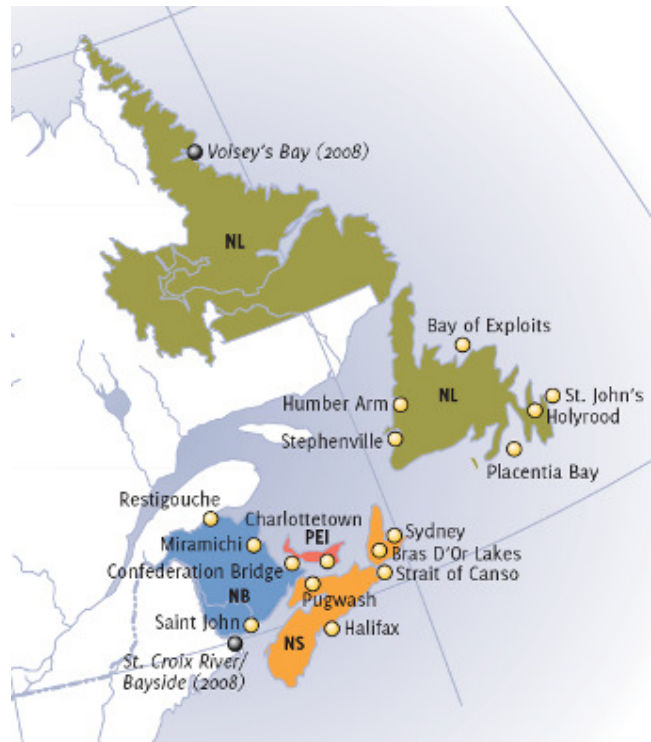 Voisey's Bay (2008)
NL
Bay of Exploits
Humber Arm
NL
St. John's
Holyrood
Stephenville
Placentia Bay
Restigouche
Charlottetown
PEI
Sydney
Miramichi
Bras D'Or Lakes
Confederation Bridge
Strait of Canso
NB
Pugwash
Saint John
Halifax
NS
St. Croix River/
Bayside (2008)